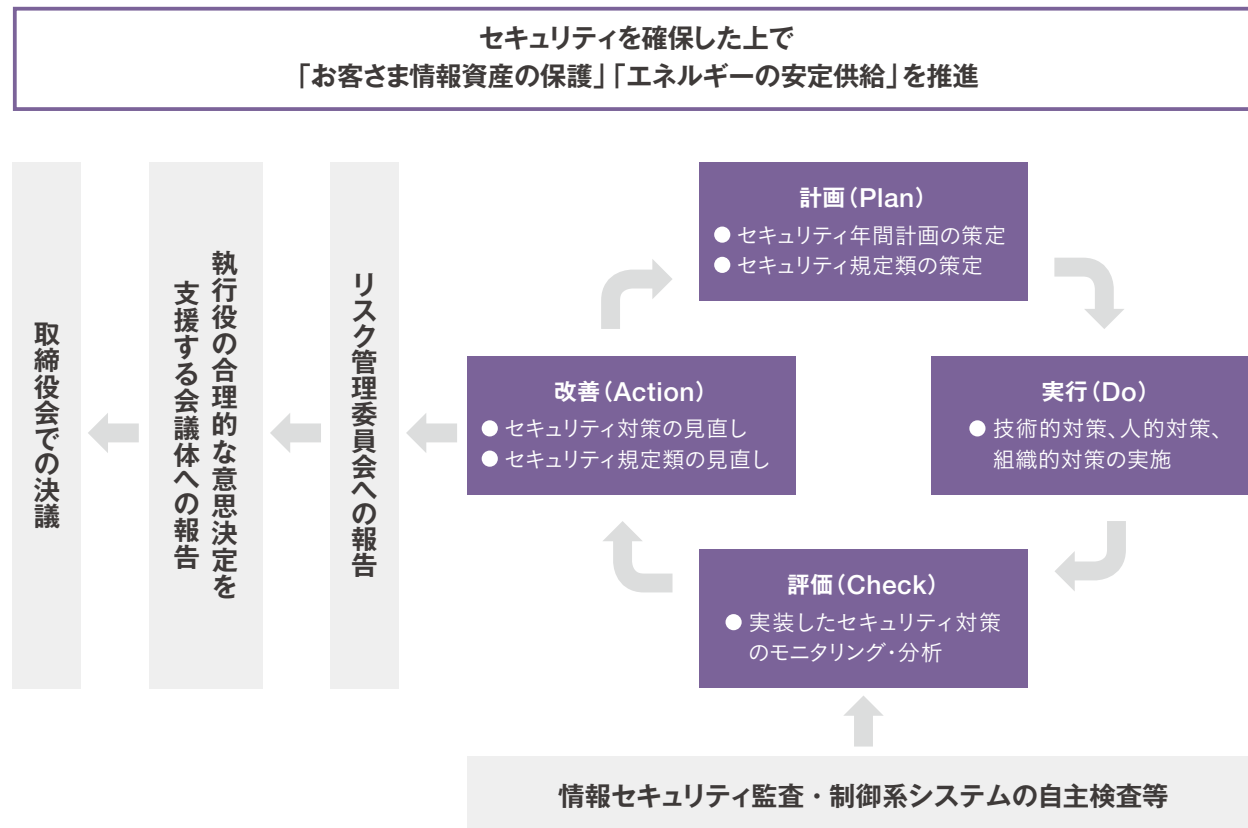 セキュリティを確保した上で
「お客さま情報資産の保護」「エネルギーの安定供給」を推進
計画（Plan）
● セキュリティ年間計画の策定
● セキュリティ規定類の策定
実行（Do）
● 技術的対策、人的対策、
組織的対策の実施
評価（Check）
● 実装したセキュリティ対策
のモニタリング・分析
改善（Action）
● セキュリティ対策の見直し
● セキュリティ規定類の見直し
リスク管理委員会への報告
執行役の合理的な意思決定を
支援する会議体への報告
取締役会での決議
情報セキュリティ監査・制御系システムの自主検査等